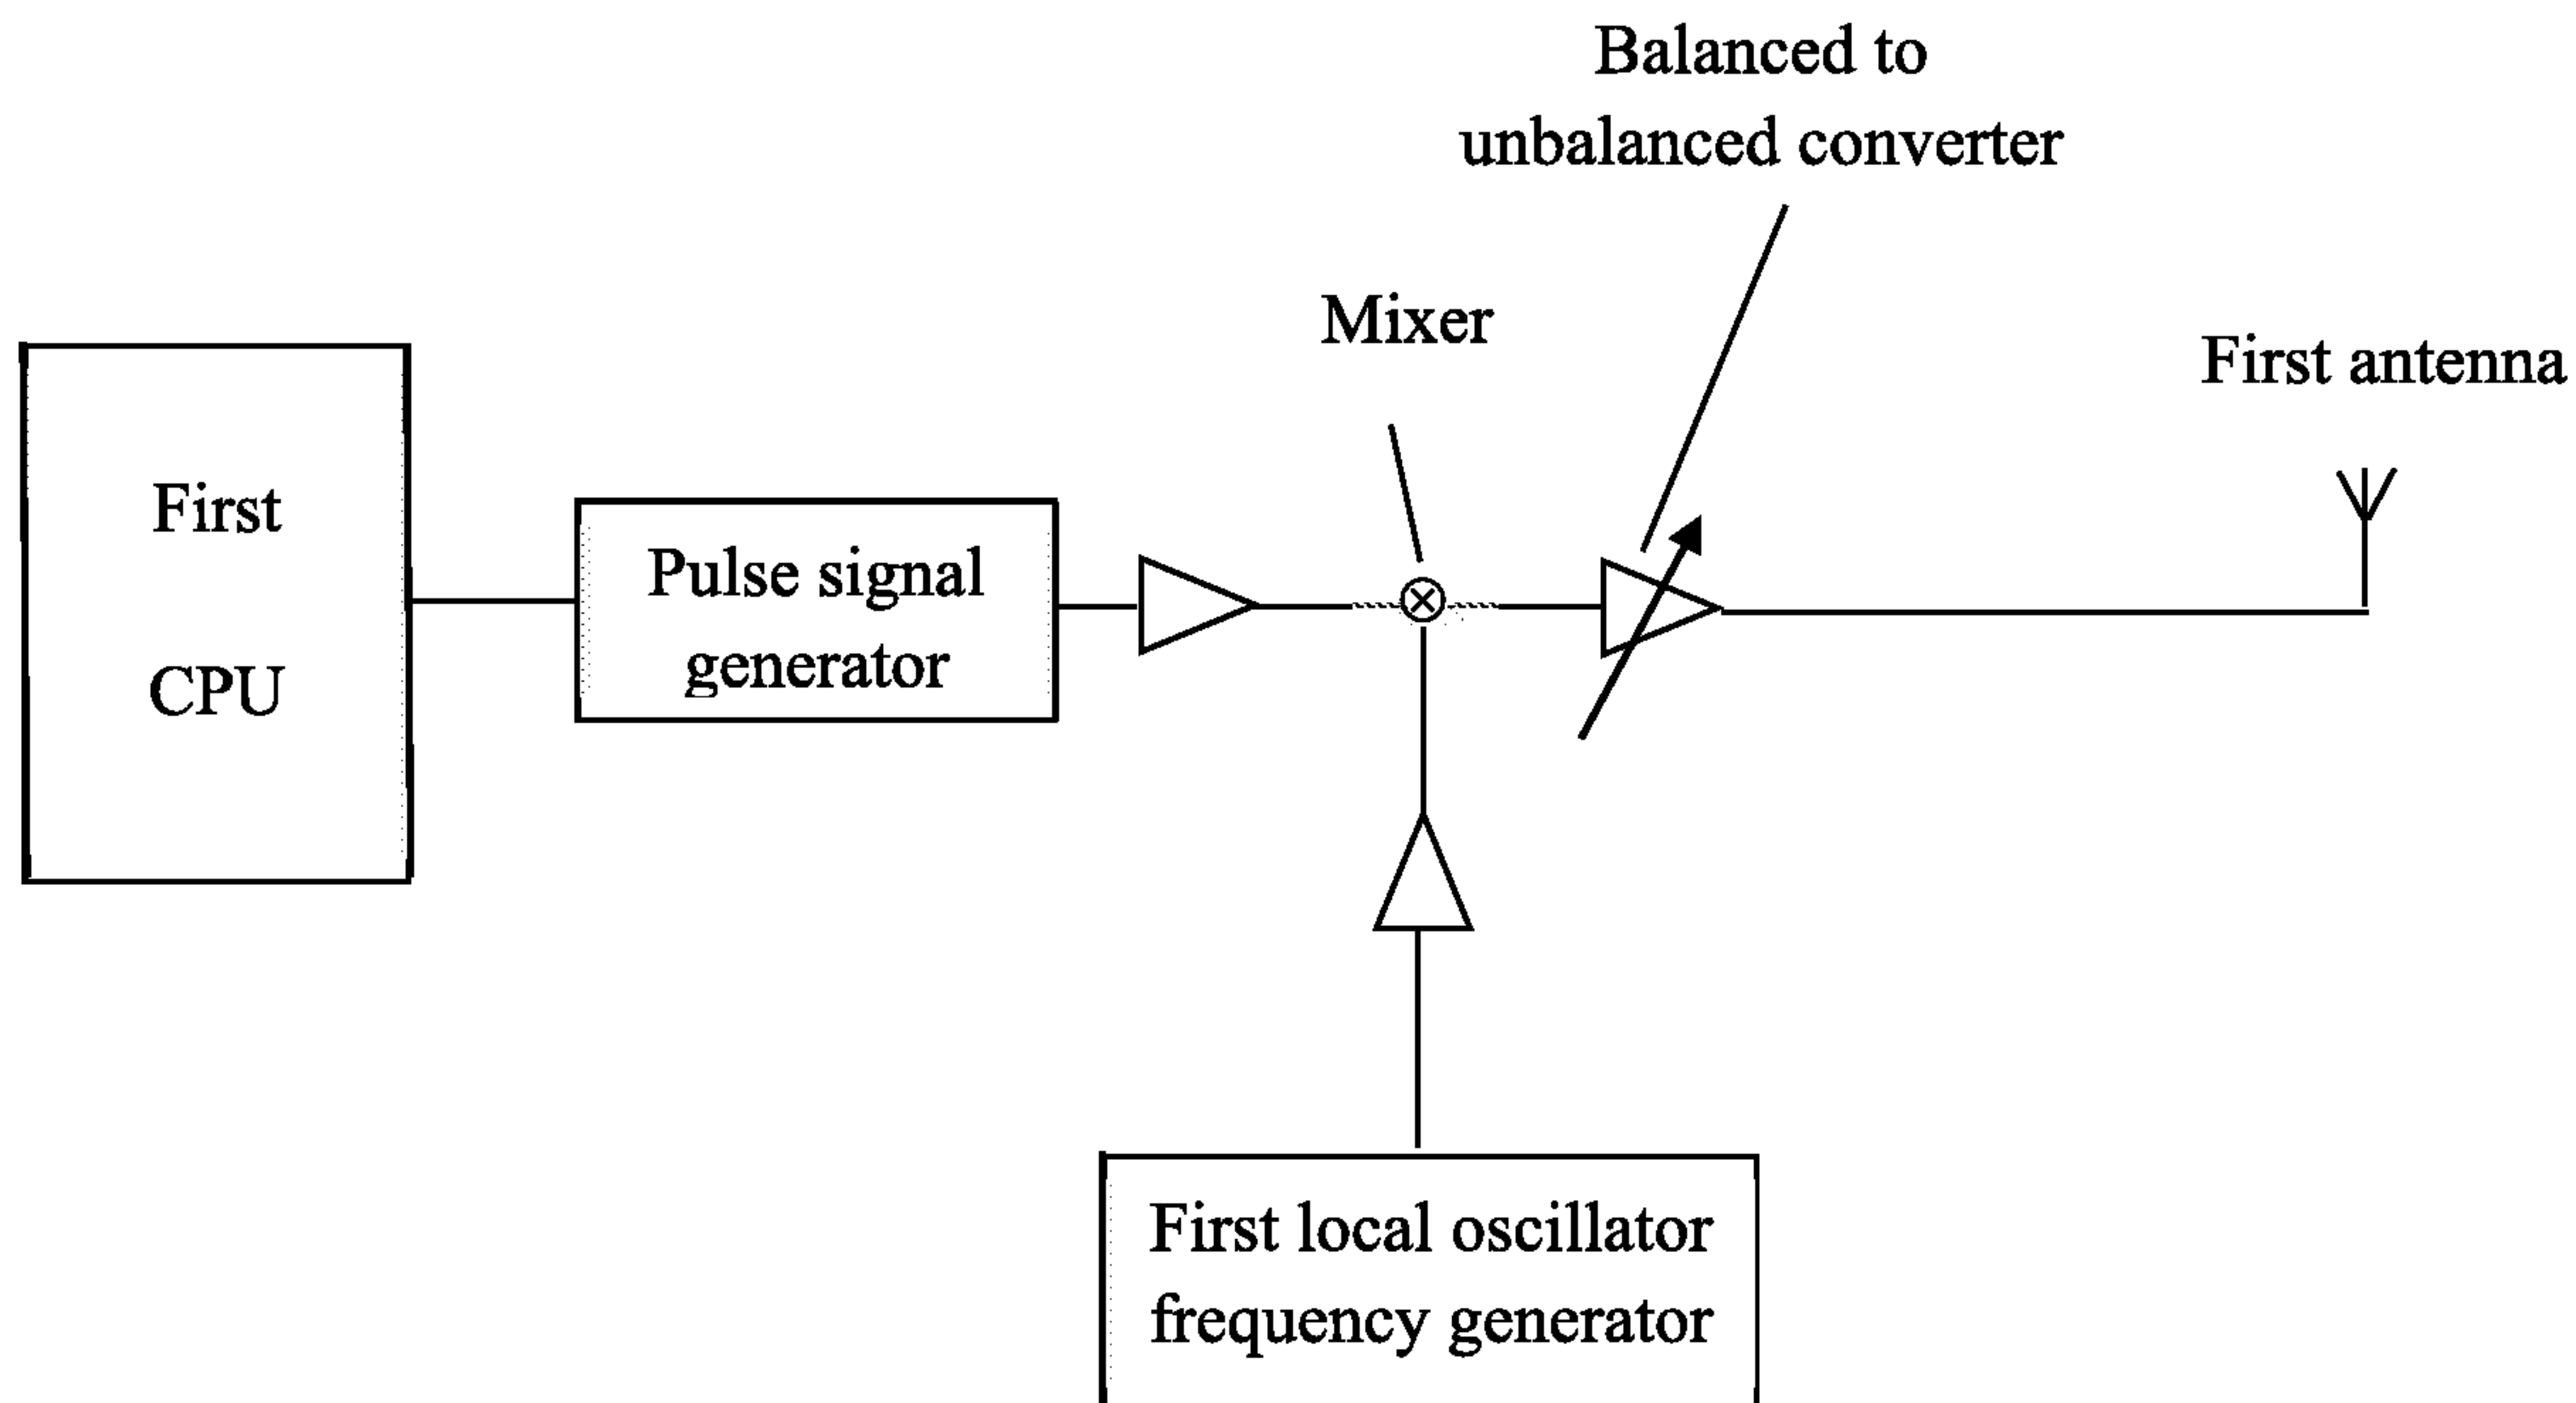 Balanced to
unbalanced converter
Mixer
First antenna
First
CPU
Pulse signal
generator
First local oscillator
frequency generator